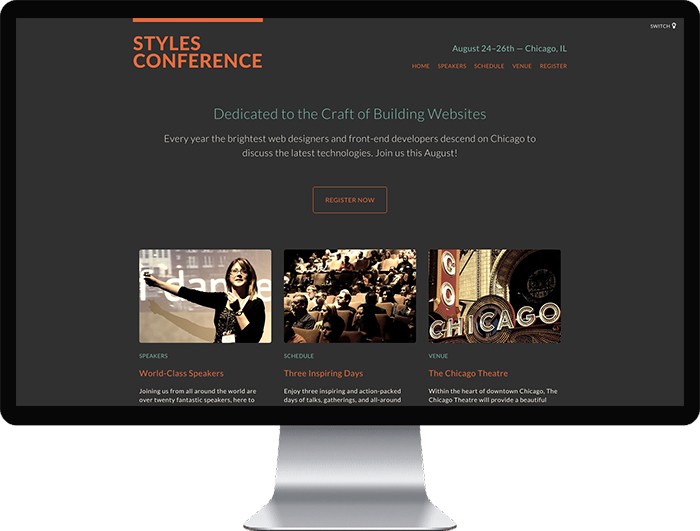 SWITCH
STYLES
CONFERENCE
August 24–26th — Chicago, IL
HOME SPEAKERS SCHEDULE VENUE REGISTER
Dedicated to the Craft of Building Websites
Every year the brightest web designers and front-end developers descend on Chicago to
discuss the latest technologies. Join us this August!
REGISTER NOW
GO
CHICAGO
SPEAKERS
World-Class Speakers
Joining us from all around the world are
over twenty fantastic speakers, here to
SCHEDULE
Three Inspiring Days
Enjoy three inspiring and action-packed
days of talks, gatherings, and all-around
VENUE
The Chicago Theatre
Within the heart of downtown Chicago, The
Chicago Theatre will provide a beautiful